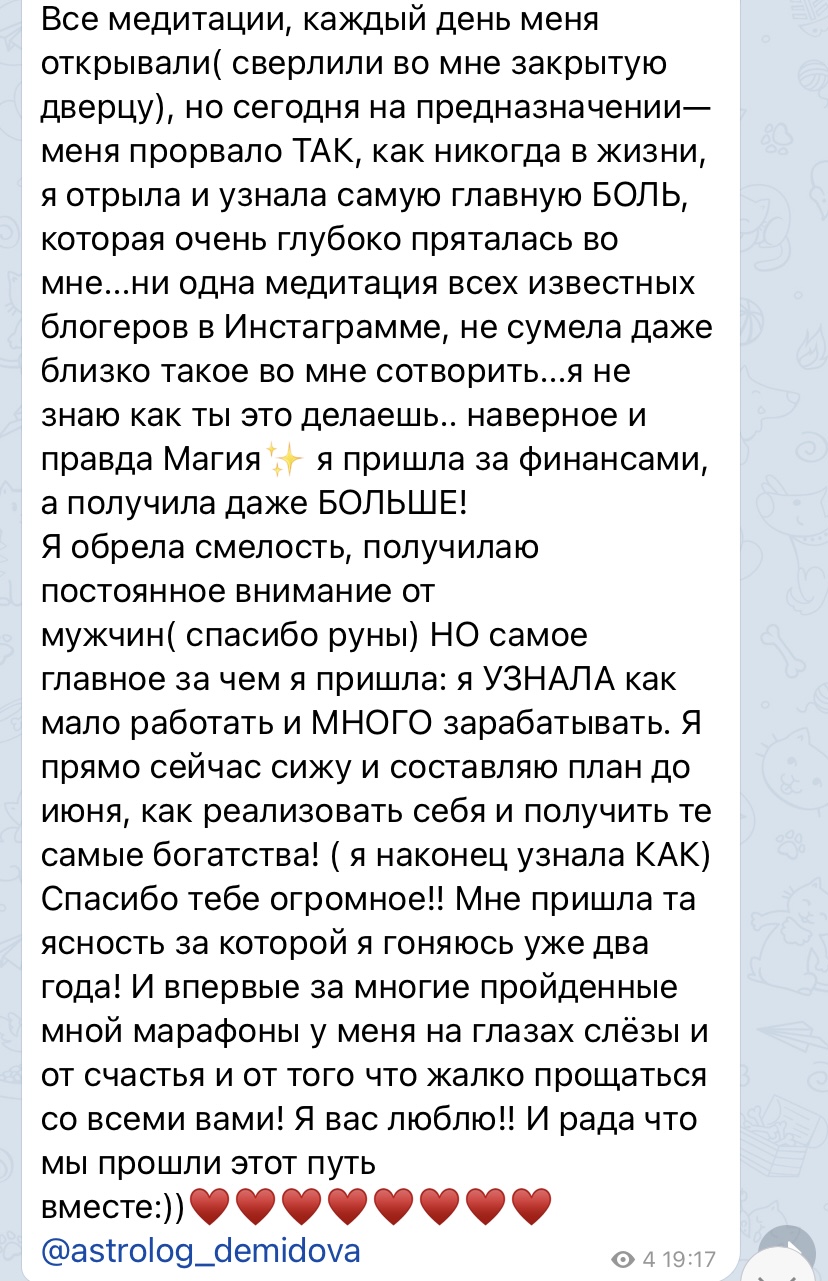 Все медитации, каждый день меня
открывали( сверлили во мне закрытую
дверцу), но сегодня на предназначении—
меня прорвало ТАК, как никогда в жизни,
я отрыла и узнала самую главную БОЛЬ,
которая очень глубоко пряталась во
мне...ни одна медитация всех известных
блогеров в Инстаграмме, не сумела даже
близко такое во мне сотворить...я не
знаю как ты это делаешь.. наверное и
правда Магия✨ я пришла за финансами,
а получила даже БОЛЬШЕ!
Я обрела смелость, получилаю
постоянное внимание от
мужчин( спасибо руны) НО самое
главное за чем я пришла: я УЗНАЛА как
мало работать и МНОГО зарабатывать. Я
прямо сейчас сижу и составляю план до
июня, как реализовать себя и получить те
самые богатства! ( я наконец узнала КАК)
Спасибо тебе огромное!! Мне пришла та
ясность за которой я гоняюсь уже два
года! И впервые за многие пройденные
мной марафоны у меня на глазах слёзы и
от счастья и от того что жалко прощаться
со всеми вами! Я вас люблю!! И рада что
мы прошли этот путь
вместе:))❤️❤️❤️❤️❤️❤️❤️❤️
@astrolog_demidova
4 19:17